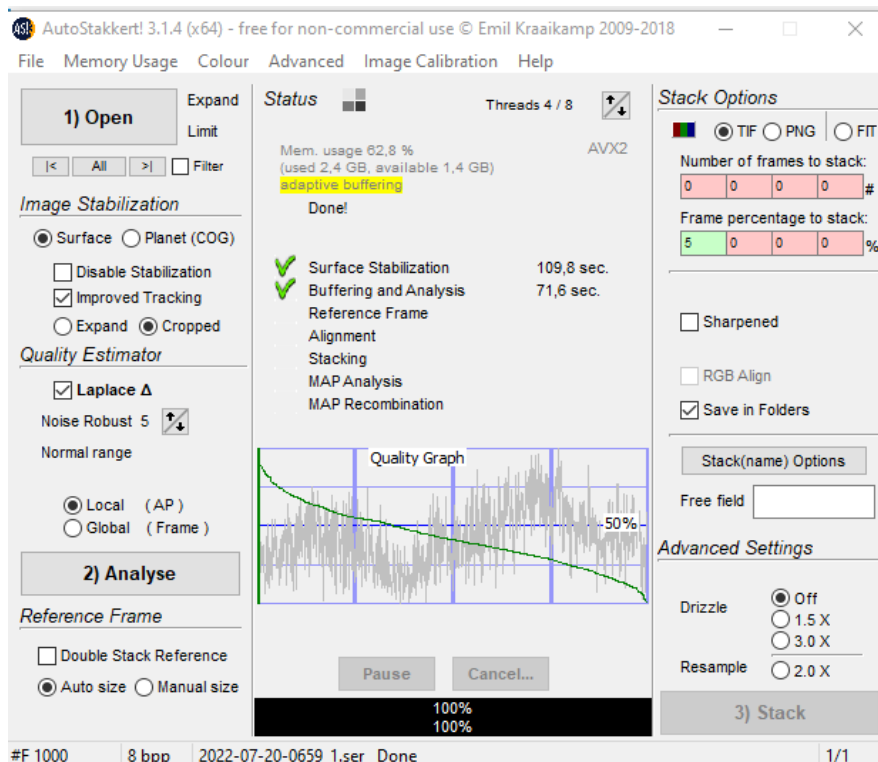 AS!
AutoStakkert! 3.1.4 (x64) - free for non-commercial use © Emil Kraaikamp 2009-2018
File Memory Usage Colour Advanced Image Calibration Help
1) Open
Expand
Limit
|< All >| Filter
Image Stabilization
Surface Planet (COG)
Disable Stabilization
Improved Tracking
Expand Cropped
Quality Estimator
Laplace Δ
Noise Robust 5
Normal range
Local ( AP )
Global ( Frame )
2) Analyse
Reference Frame
Double Stack Reference
Auto size Manual size
Status
Threads 4 / 8
Mem. usage 62,8 %
AVX2
(used 2,4 GB, available 1,4 GB)
adaptive buffering
Done!
Surface Stabilization 109,8 sec.
Buffering and Analysis 71,6 sec.
Reference Frame
Alignment
Stacking
MAP Analysis
MAP Recombination
Quality Graph
50%
Pause Cancel...
100%
100%
Stack Options
TIF PNG FIT
Number of frames to stack:
0 0 0 0 #
Frame percentage to stack:
5 0 0 0 %
Sharpened
RGB Align
Save in Folders
Stack(name) Options
Free field
Advanced Settings
Drizzle
Off
1.5 X
3.0 X
Resample 2.0 X
3) Stack
#F 1000 8 bpp 2022-07-20-0659_1.ser Done 1/1